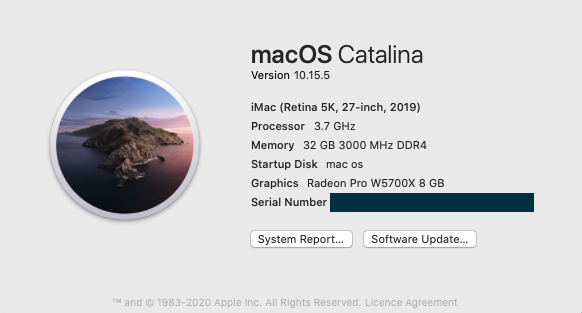 macOS Catalina
Version 10.15.5
iMac (Retina 5K, 27-inch, 2019)
Processor 3.7 GHz
Memory 32 GB 3000 MHz DDR4
Startup Disk mac os
Graphics Radeon Pro W5700X 8 GB
Serial Number
System Report... Software Update...
™ and © 1983-2020 Apple Inc. All Rights Reserved. Licence Agreement